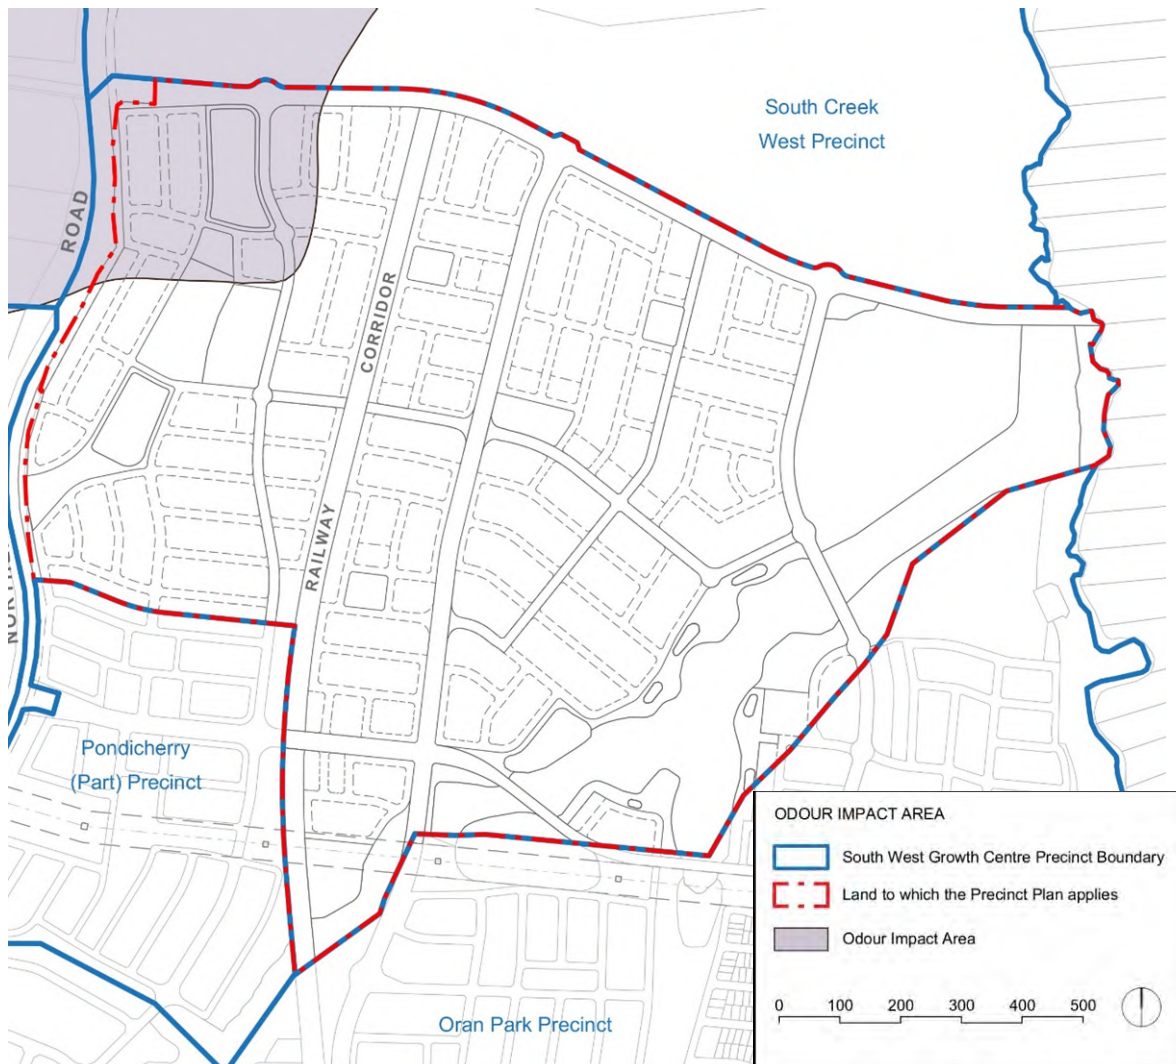 South Creek
West Precinct
ROAD
CORRIDOR
RAILWAY
Pondicherry
(Part) Precinct
Oran Park Precinct
ODOUR IMPACT AREA
South West Growth Centre Precinct Boundary
Land to which the Precinct Plan applies
Odour Impact Area
0 100 200 300 400 500